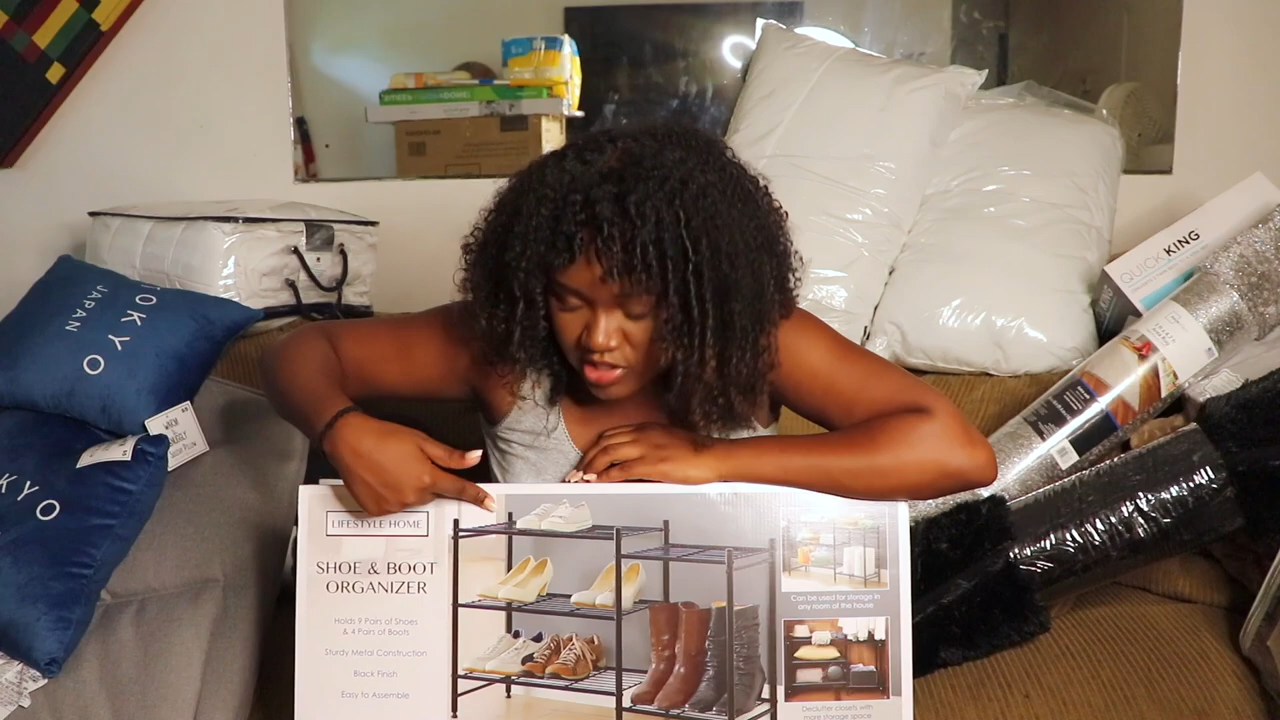 QUICKKING
TOKYO
JAPAN
KYO
LIFESTYLE HOME
SHOE & BOOT
ORGANIZER
Holds 9 Pairs of Shoes
& 4 Pairs of Boots
Sturdy Metal Construction
Black Finish
Easy to Assemble
Can be used for storage in
any room of the house
Declutter closets with
more storage space